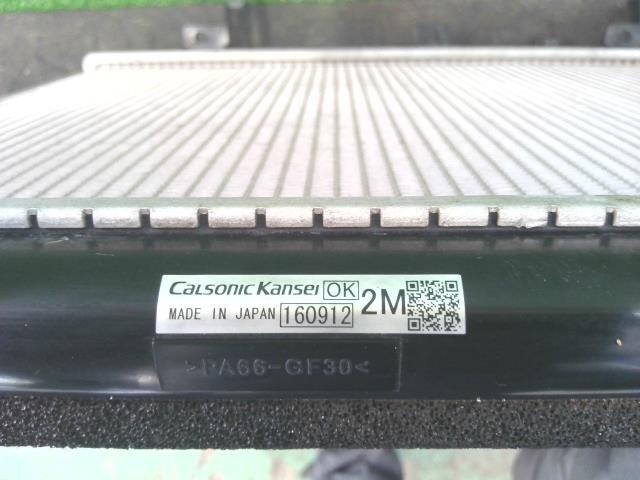 Calsonic Kansei OK 2M
MADE IN JAPAN 160912
>PA66-GF30<